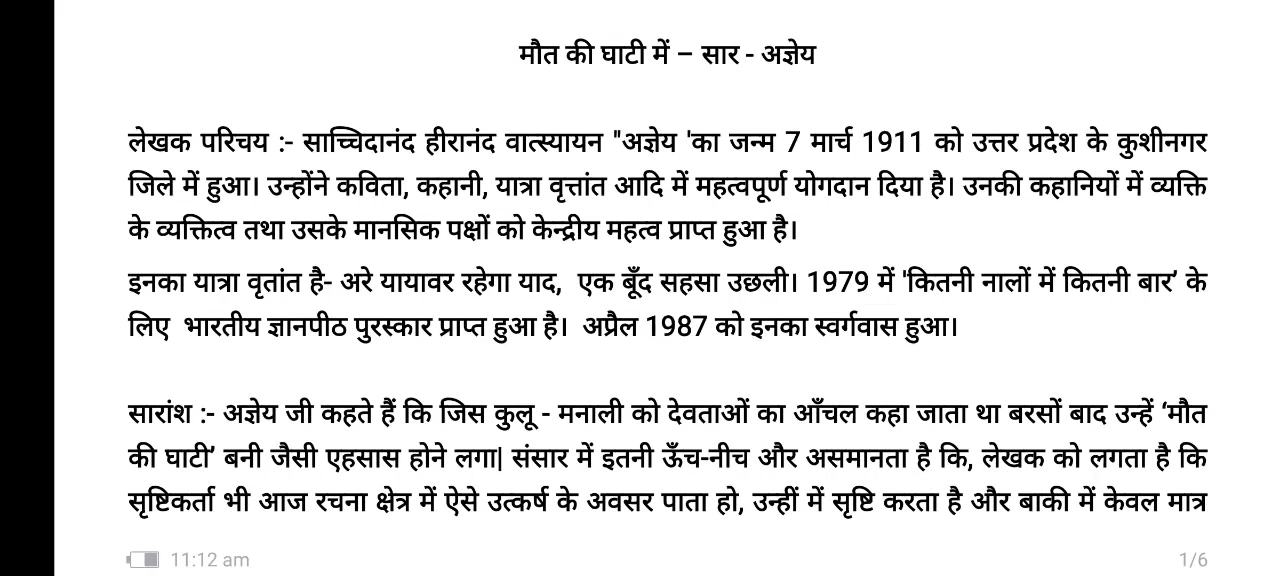 मौत की घाटी में – सार - अज्ञेय
लेखक परिचय :- साच्चिदानंद हीरानंद वात्स्यायन "अज्ञेय 'का जन्म 7 मार्च 1911 को उत्तर प्रदेश के कुशीनगर
जिले में हुआ। उन्होंने कविता, कहानी, यात्रा वृत्तांत आदि में महत्वपूर्ण योगदान दिया है। उनकी कहानियों में व्यक्ति
के व्यक्तित्व तथा उसके मानसिक पक्षों को केन्द्रीय महत्व प्राप्त हुआ है।
इनका यात्रा वृतांत है- अरे यायावर रहेगा याद, एक बूँद सहसा उछली। 1979 में 'कितनी नालों में कितनी बार’ के
लिए भारतीय ज्ञानपीठ पुरस्कार प्राप्त हुआ है। अप्रैल 1987 को इनका स्वर्गवास हुआ।
सारांश :- अज्ञेय जी कहते हैं कि जिस कुलू - मनाली को देवताओं का आँचल कहा जाता था बरसों बाद उन्हें ‘मौत
की घाटी’ बनी जैसी एहसास होने लगा| संसार में इतनी ऊँच-नीच और असमानता है कि, लेखक को लगता है कि
सृष्टिकर्ता भी आज रचना क्षेत्र में ऐसे उत्कर्ष के अवसर पाता हो, उन्हीं में सृष्टि करता है और बाकी में केवल मात्र
11:12 am 1/6